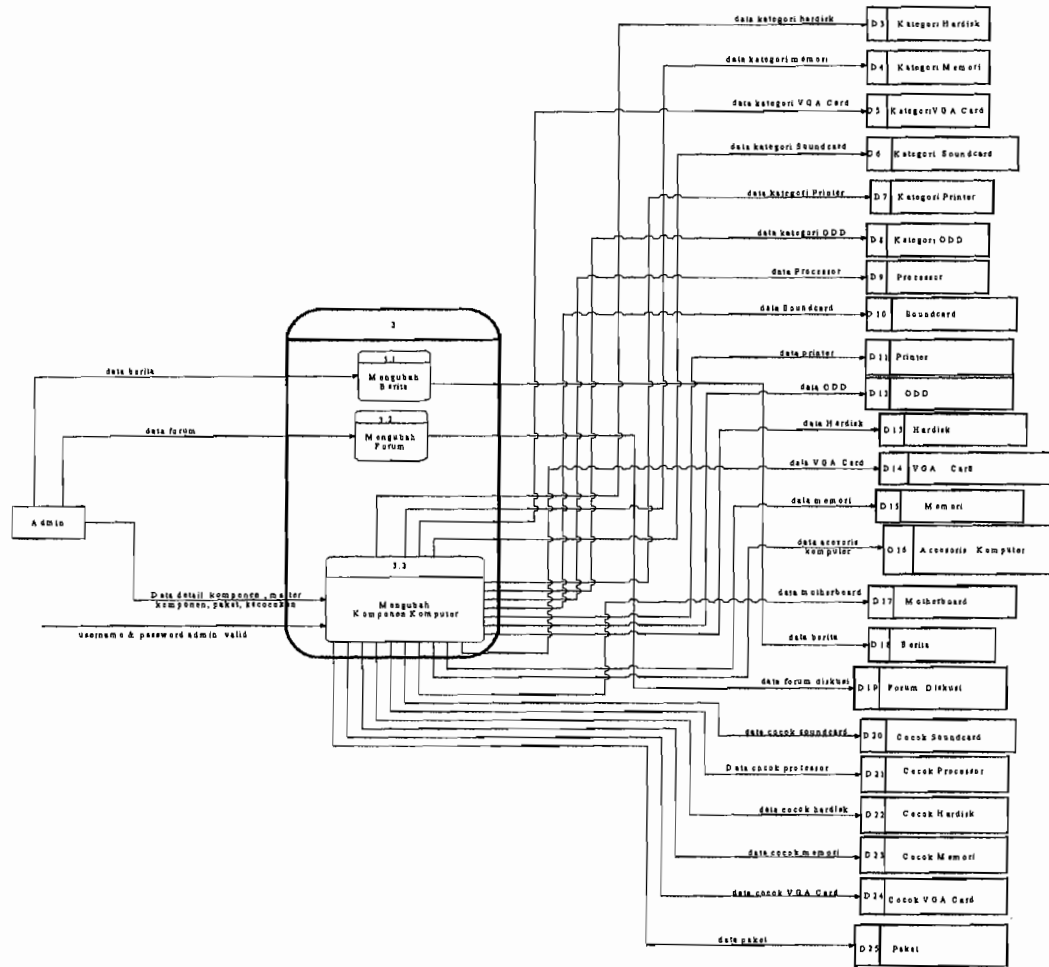 data kategori hardisk
D3 Kategori Hardisk
data kategori memori
D4 Kategori Memori
data kategori VGA Card
D5 KategoriVGA Card
data kategori Soundcard
D6 Kategori Soundcard
data kategori Printer
D7 Kategori Printer
data kategori ODD
D8 Kategori ODD
data Processor
D9 Processor
data Soundcard
D10 Soundcard
data printer
D11 Printer
data ODD
D12 ODD
data Hardisk
D13 Hardisk
data VGA Card
D14 VGA Card
data memori
D15 Memori
data acesoris
komputer
D16 Accesoris Komputer
data motherboard
D17 Motherboard
data berita
D18 Berita
data forum diskusi
D19 Forum Diskusi
data cocok soundcard
D20 Cocok Soundcard
Data cocok processor
D21 Cocok Processor
data cocok hardisk
D22 Cocok Hardisk
data cocok memori
D23 Cocok Memori
data cocok VGA Card
D24 Cocok VGA Card
data paket
D25 Paket
3
3.1
Mengubah
Berita
3.2
Mengubah
Forum
3.3
Mengubah
Komponen Komputer
data berita
data forum
Admin
Data detail komponen, master
komponen, paket, kecocokan
username & password admin valid